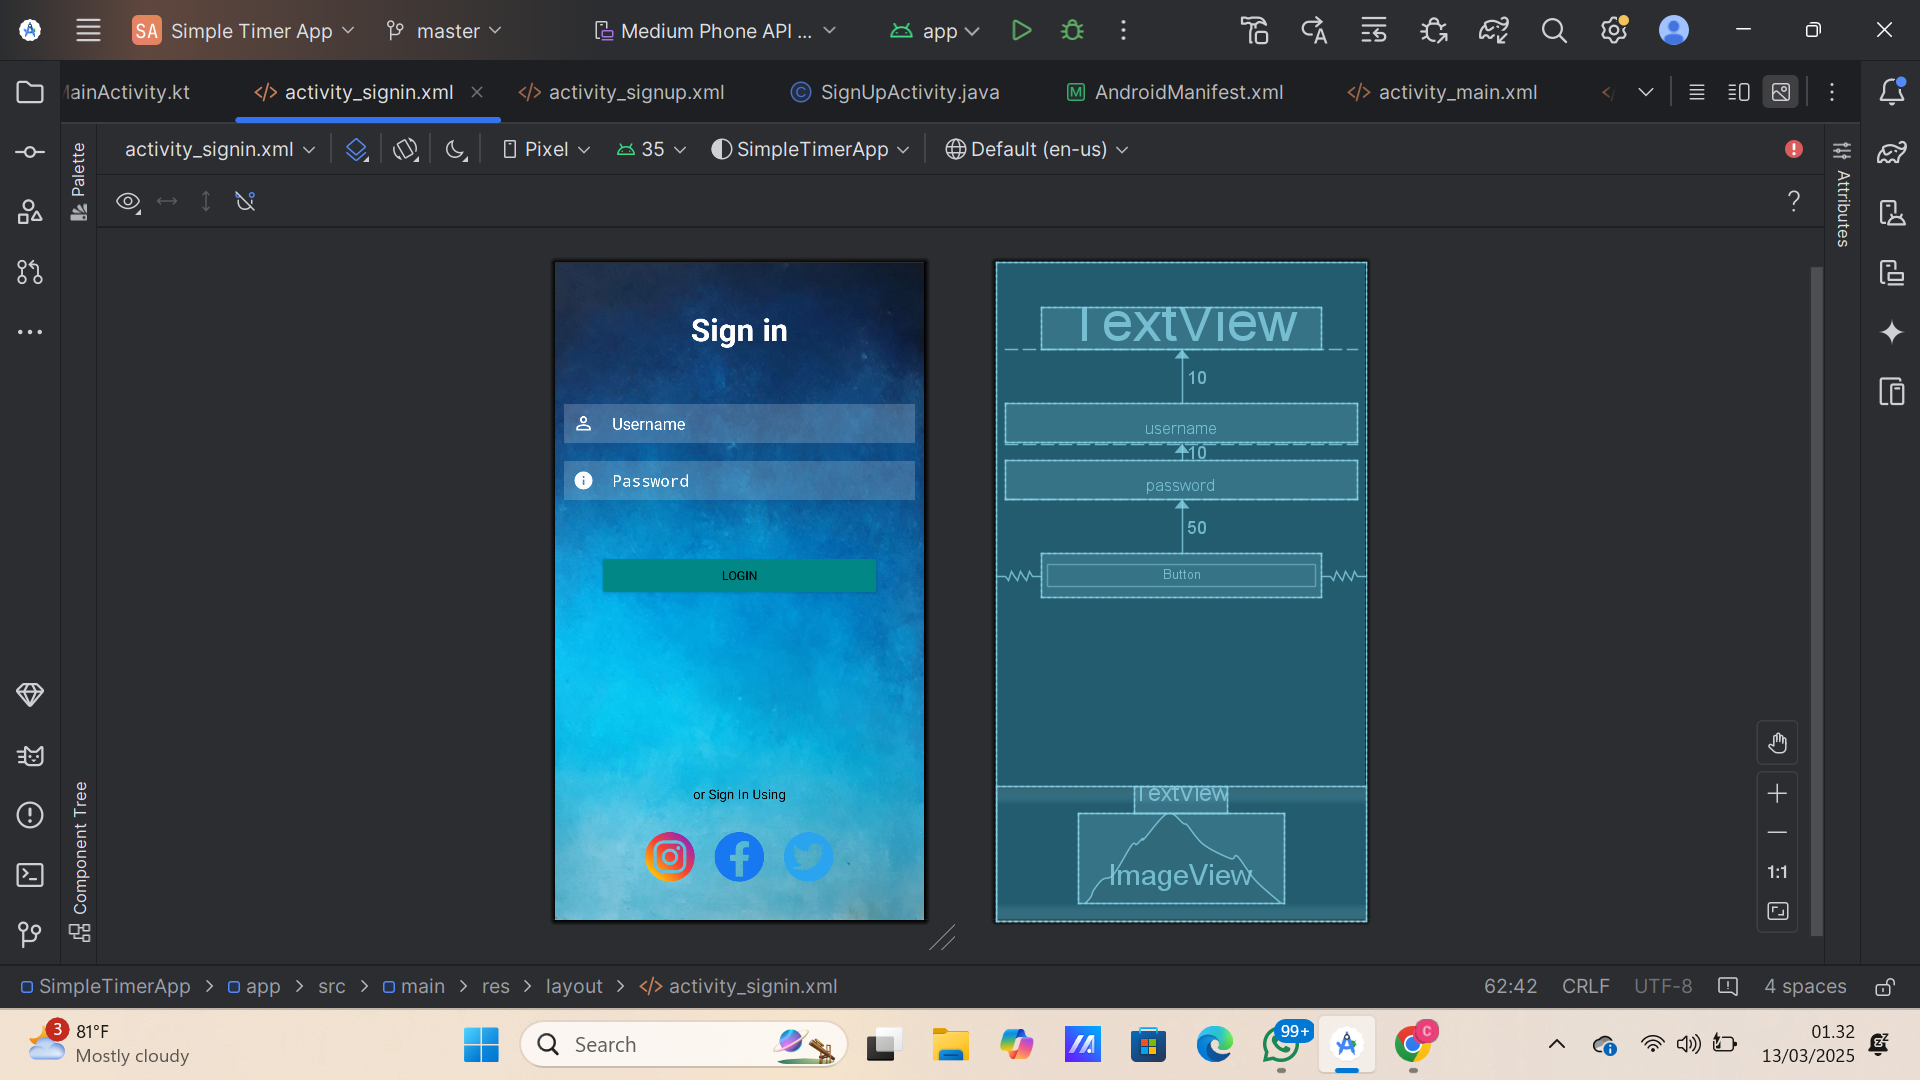 SA Simple Timer App master Medium Phone API ... app
MainActivity.kt activity_signin.xml activity_signup.xml SignUpActivity.java AndroidManifest.xml activity_main.xml
activity_signin.xml Pixel 35 SimpleTimerApp Default (en-us)
Palette
Attributes
Sign in
Username
Password
LOGIN
or Sign In Using
TextView
10
username
10
password
50
Button
TextView
ImageView
1:1
Component Tree
SimpleTimerApp > app > src > main > res > layout > activity_signin.xml 62:42 CRLF UTF-8 4 spaces
3 81°F
Mostly cloudy
Search
99+
C
01.32
13/03/2025